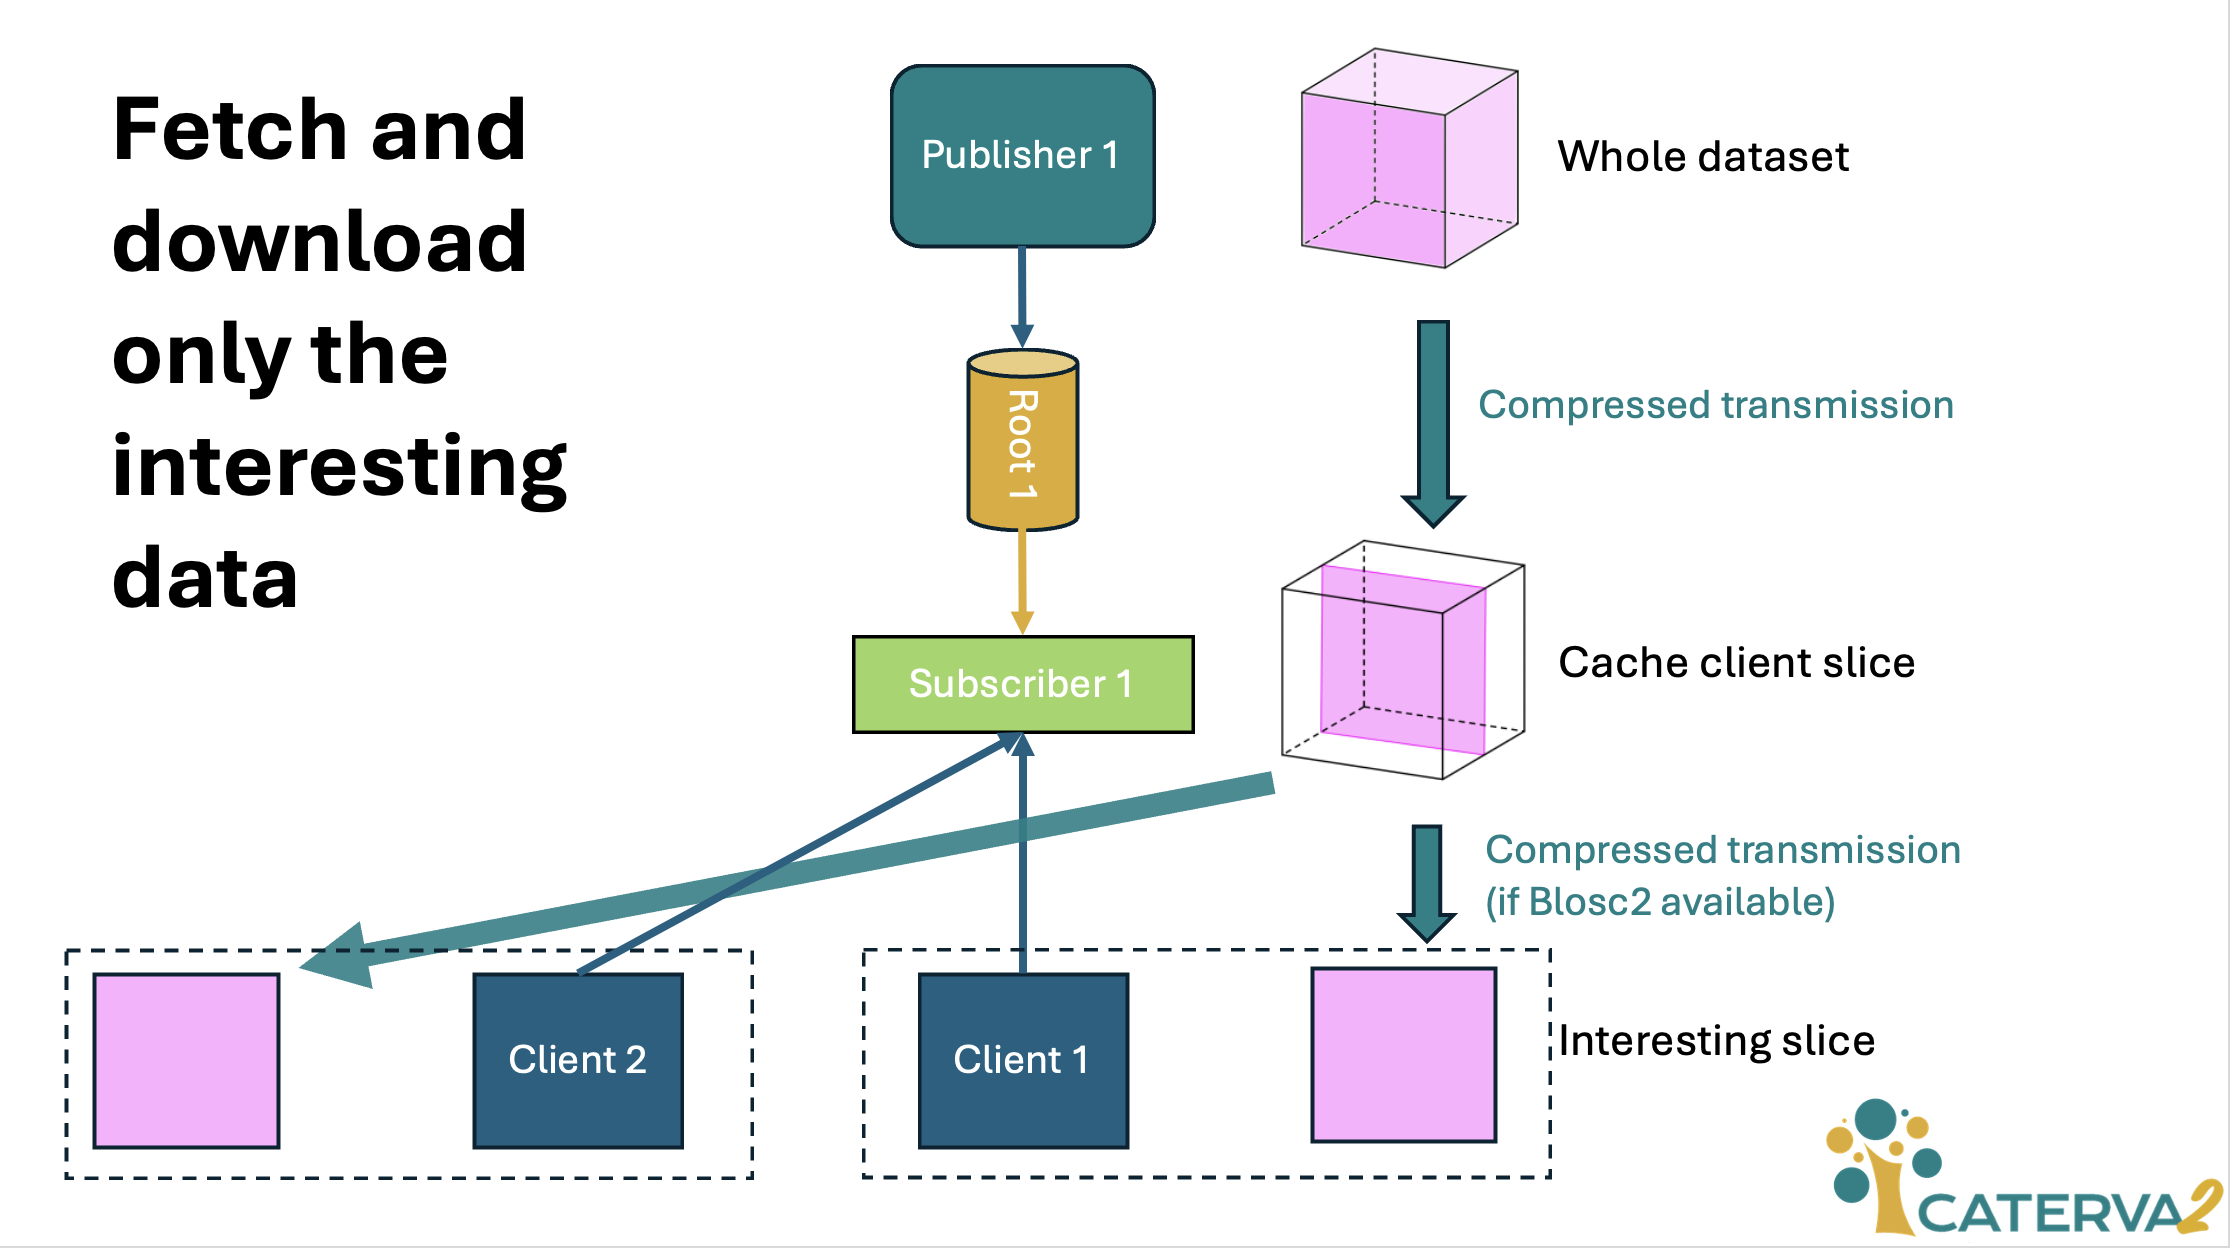 Fetch and
download
only the
interesting
data
Publisher 1
Whole dataset
Root 1
Compressed transmission
Subscriber 1
Cache client slice
Compressed transmission
(if Blosc2 available)
Client 2
Client 1
Interesting slice
CATERVA2